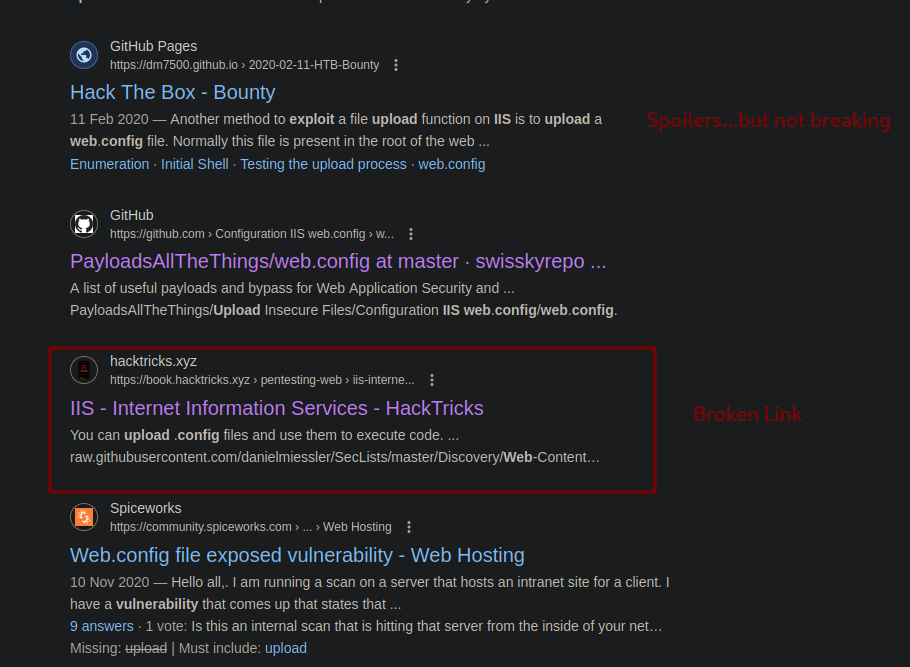 GitHub Pages
https://dm7500.github.io › 2020-02-11-HTB-Bounty
Hack The Box - Bounty
11 Feb 2020 — Another method to exploit a file upload function on IIS is to upload a
web.config file. Normally this file is present in the root of the web ...
Enumeration · Initial Shell · Testing the upload process · web.config
Spoilers...but not breaking
GitHub
https://github.com › Configuration IIS web.config › w...
PayloadsAllTheThings/web.config at master · swisskyrepo ...
A list of useful payloads and bypass for Web Application Security and ...
PayloadsAllTheThings/Upload Insecure Files/Configuration IIS web.config/web.config.
hacktricks.xyz
https://book.hacktricks.xyz › pentesting-web › iis-interne...
IIS - Internet Information Services - HackTricks
You can upload .config files and use them to execute code. ...
raw.githubusercontent.com/danielmiessler/SecLists/master/Discovery/Web-Content…
Broken Link
Spiceworks
https://community.spiceworks.com › ... › Web Hosting
Web.config file exposed vulnerability - Web Hosting
10 Nov 2020 — Hello all,. I am running a scan on a server that hosts an intranet site for a client. I
have a vulnerability that comes up that states that ...
9 answers · 1 vote: Is this an internal scan that is hitting that server from the inside of your net…
Missing: upload | Must include: upload